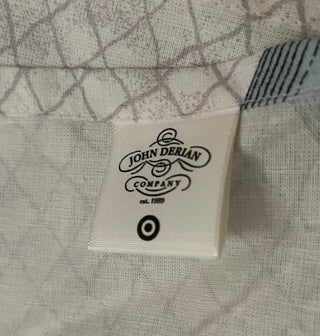 JOHN DERIAN
COMPANY
est. 1989